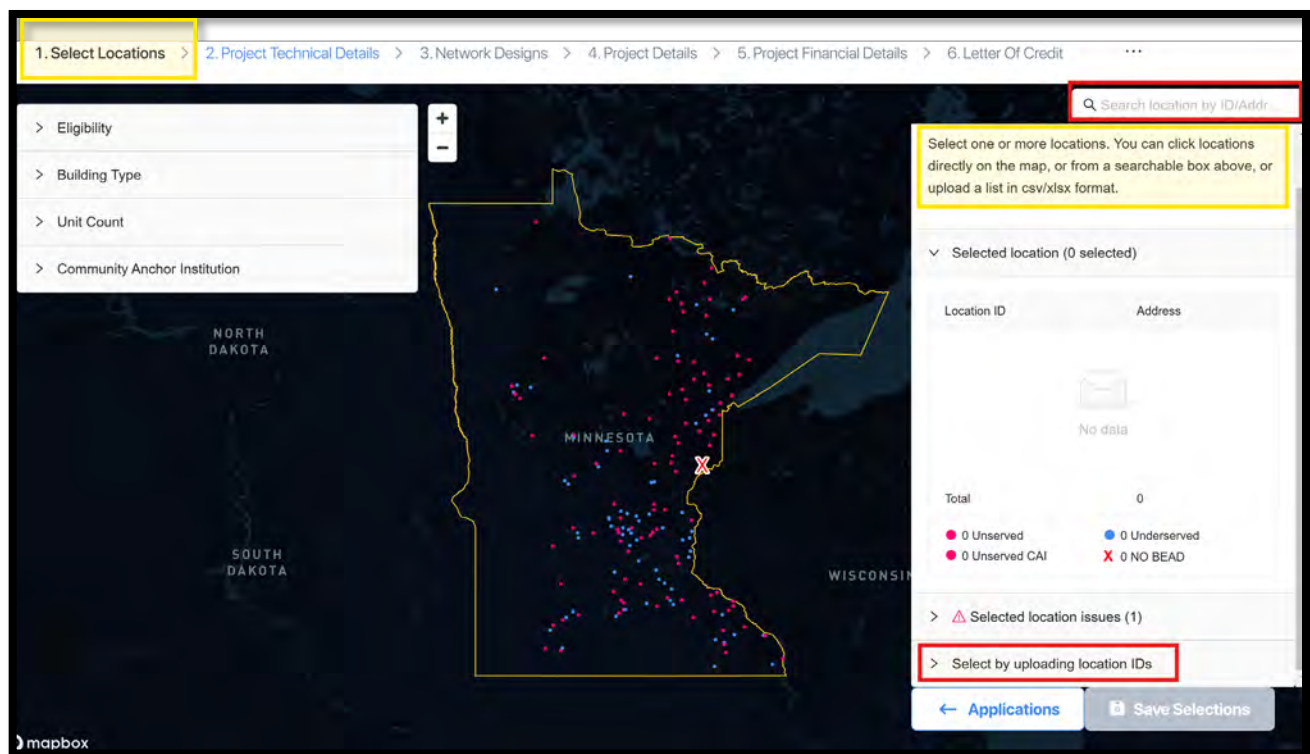 1. Select Locations > 2. Project Technical Details > 3. Network Designs > 4. Project Details > 5. Project Financial Details > 6. Letter Of Credit ...
Search location by ID/Addr
> Eligibility
> Building Type
> Unit Count
> Community Anchor Institution
+
−
Select one or more locations. You can click locations
directly on the map, or from a searchable box above, or
upload a list in csv/xlsx format.
Selected location (0 selected)
Location ID Address
No data
Total 0
0 Unserved 0 Underserved
0 Unserved CAI X 0 NO BEAD
> Selected location issues (1)
> Select by uploading location IDs
← Applications Save Selections
NORTH
DAKOTA
MINNESOTA
X
SOUTH
DAKOTA
WISCONSIN
mapbox